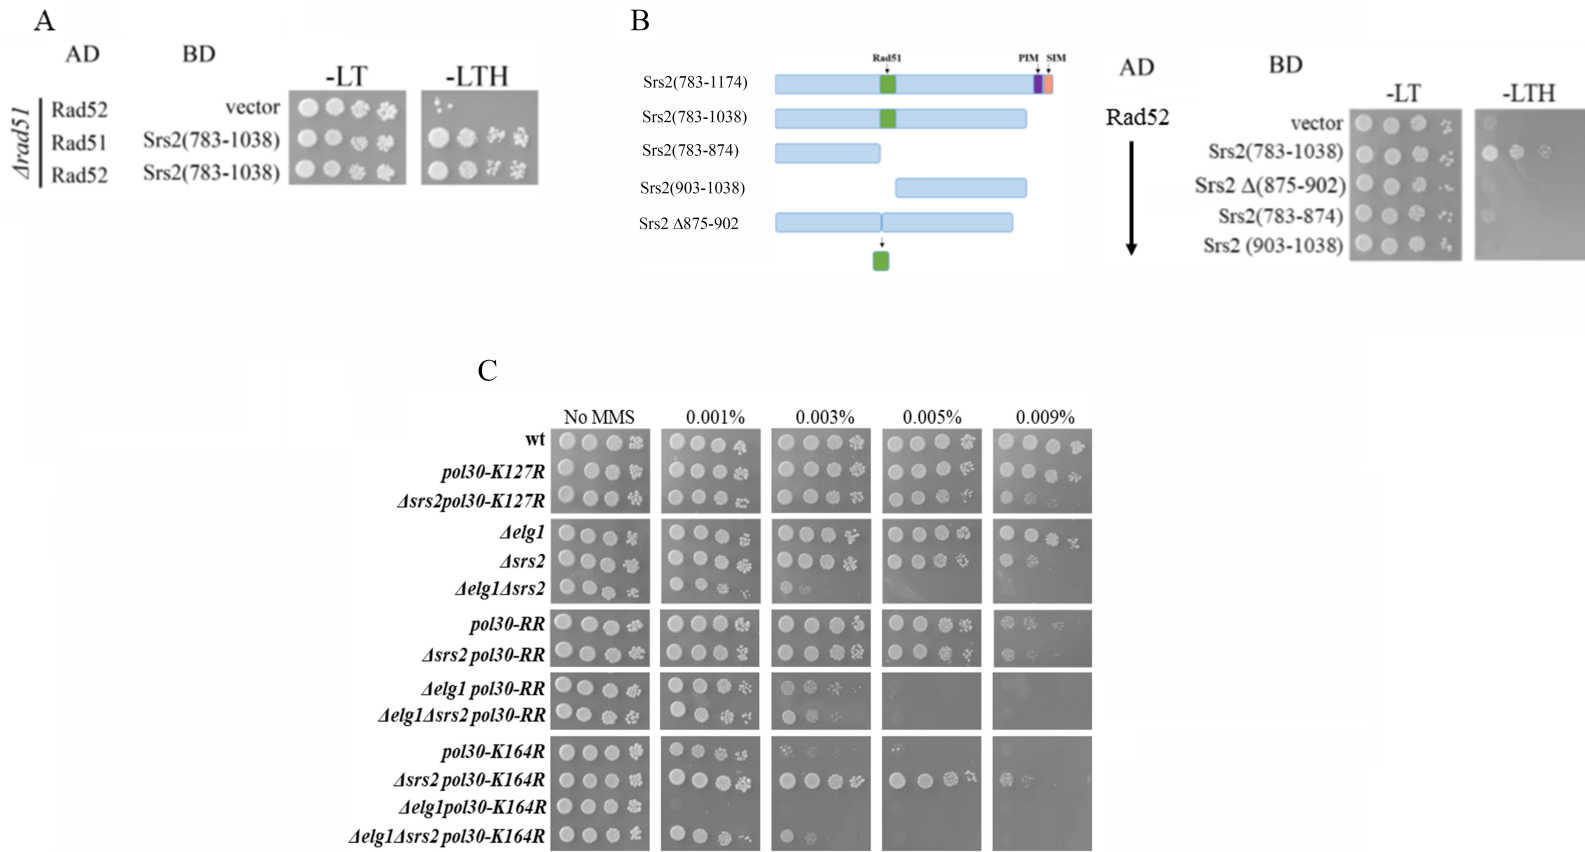 A
AD BD
-LT -LTH
Δrad51
Rad52 vector
Rad51 Srs2(783-1038)
Rad52 Srs2(783-1038)
B
Rad51 PIM SIM
Srs2(783-1174)
Srs2(783-1038)
Srs2(783-874)
Srs2(903-1038)
Srs2 Δ875-902
AD BD
-LT -LTH
Rad52
vector
Srs2(783-1038)
Srs2 Δ(875-902)
Srs2(783-874)
Srs2 (903-1038)
C
No MMS 0.001% 0.003% 0.005% 0.009%
wt
pol30-K127R
Δsrs2pol30-K127R
Δelg1
Δsrs2
Δelg1Δsrs2
pol30-RR
Δsrs2 pol30-RR
Δelg1 pol30-RR
Δelg1Δsrs2 pol30-RR
pol30-K164R
Δsrs2 pol30-K164R
Δelg1pol30-K164R
Δelg1Δsrs2 pol30-K164R